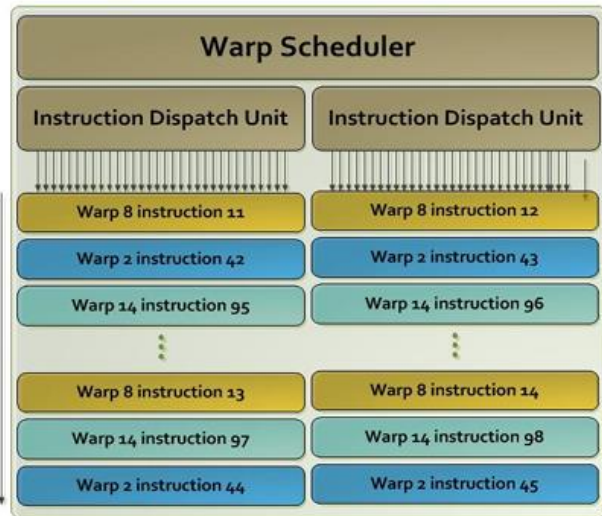 Warp Scheduler
Instruction Dispatch Unit
Instruction Dispatch Unit
Warp 8 instruction 11
Warp 8 instruction 12
Warp 2 instruction 42
Warp 2 instruction 43
Warp 14 instruction 95
Warp 14 instruction 96
Warp 8 instruction 13
Warp 8 instruction 14
Warp 14 instruction 97
Warp 14 instruction 98
Warp 2 instruction 44
Warp 2 instruction 45